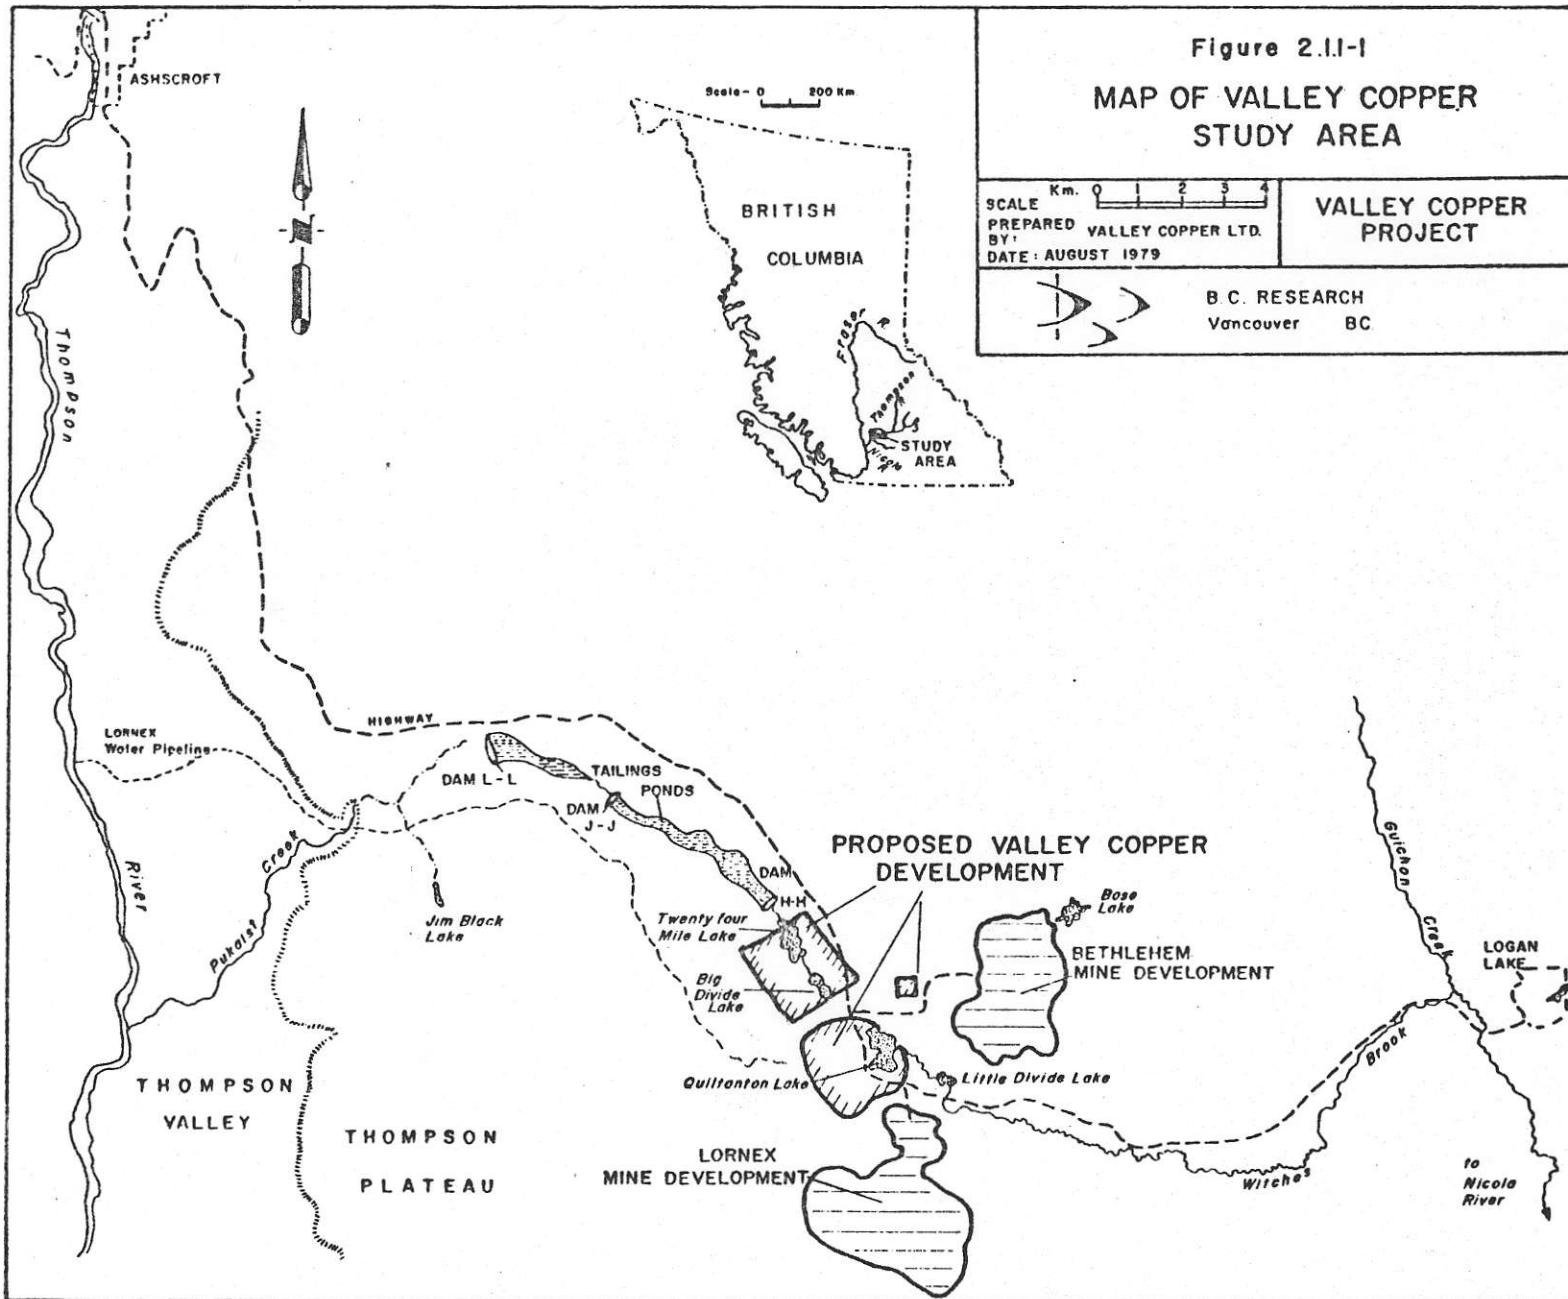 Figure 2.1.1-1
MAP OF VALLEY COPPER
STUDY AREA
SCALE Km. 0 1 2 3 4
PREPARED
BY: VALLEY COPPER LTD.
DATE: AUGUST 1979
VALLEY COPPER
PROJECT
B.C. RESEARCH
Vancouver BC
ASHSCROFT
Scale - 0 200 Km.
BRITISH
COLUMBIA
Fraser R.
Thompson R.
STUDY
AREA
Nicola R.
N
Thompson
River
HIGHWAY
LORNEX
Water Pipeline
DAM L-L
TAILINGS
PONDS
DAM
J-J
DAM
H-H
PROPOSED VALLEY COPPER
DEVELOPMENT
Pukaist Creek
Jim Black
Lake
Twenty four
Mile Lake
Big
Divide
Lake
Bose
Lake
BETHLEHEM
MINE DEVELOPMENT
Guichon Creek
LOGAN
LAKE
Quiltanton Lake
Little Divide Lake
Witches Brook
THOMPSON
VALLEY
THOMPSON
PLATEAU
LORNEX
MINE DEVELOPMENT
to
Nicola
River